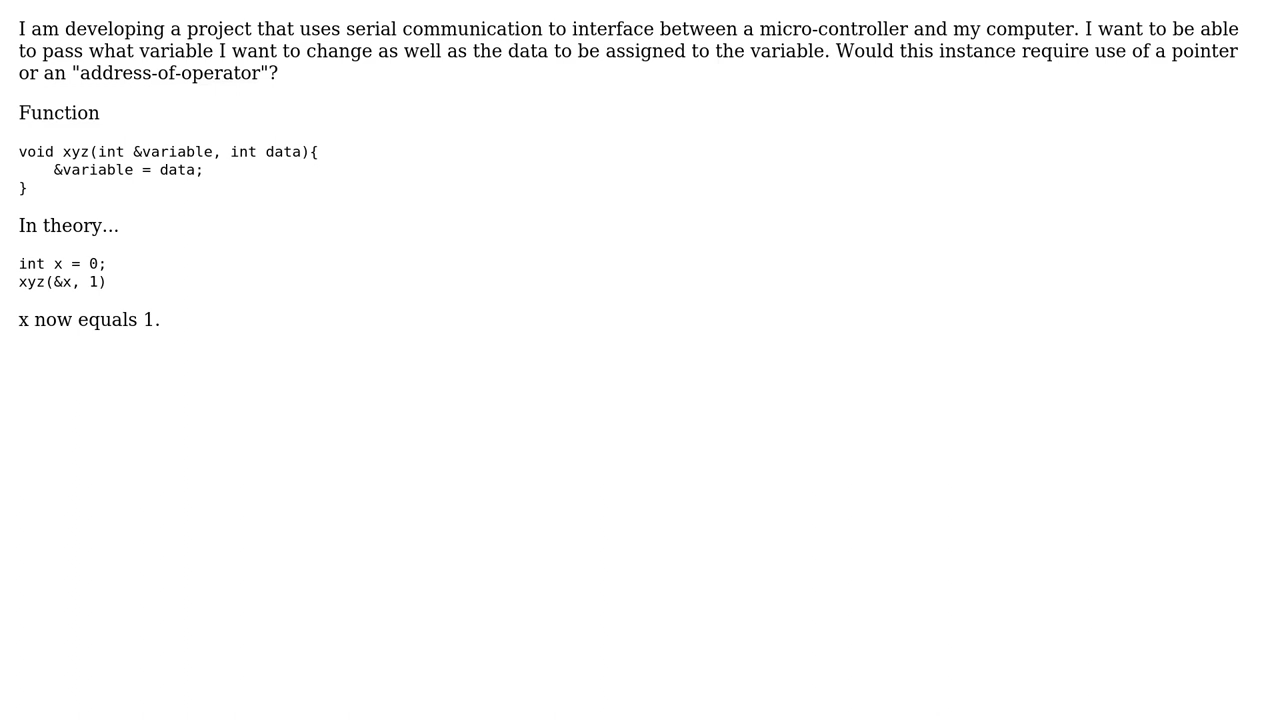 I am developing a project that uses serial communication to interface between a micro-controller and my computer. I want to be able
to pass what variable I want to change as well as the data to be assigned to the variable. Would this instance require use of a pointer
or an "address-of-operator"?
Function
void xyz(int &variable, int data){
    &variable = data;
}
In theory...
int x = 0;
xyz(&x, 1)
x now equals 1.